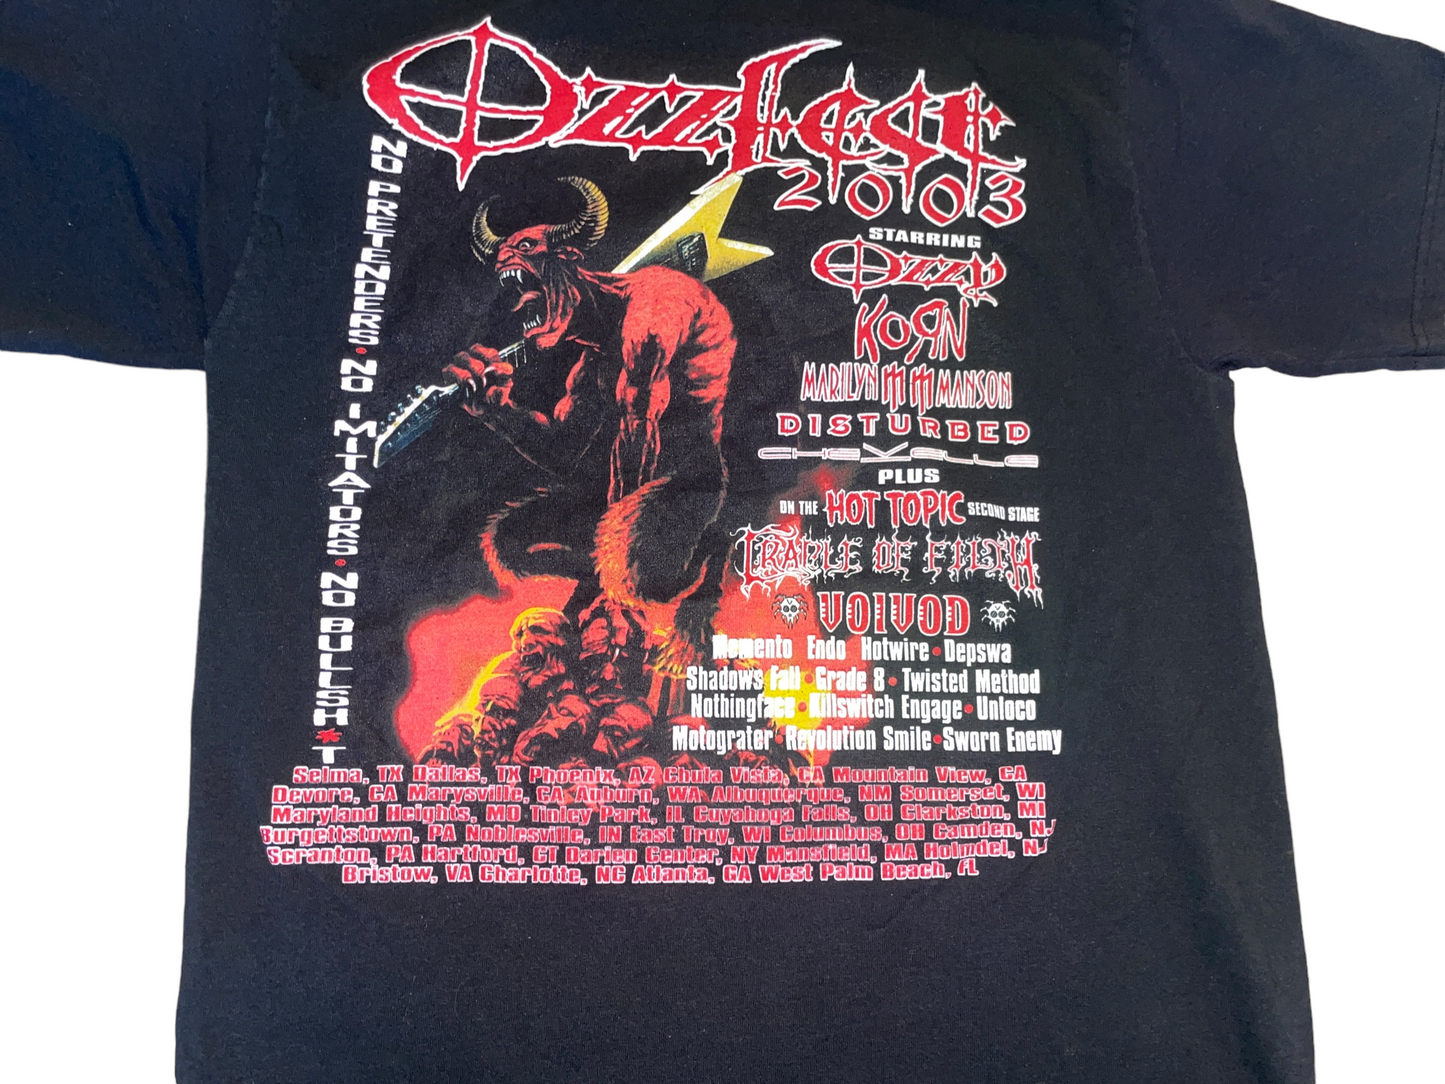 Ozzfest
2003
NO PRETENDERS • NO IMITATORS • NO BULLSH*T
STARRING
Ozzy
KoЯn
MARILYN MANSON
DISTURBED
CHEVELLE
PLUS
ON THE HOT TOPIC SECOND STAGE
CRADLE OF FILTH
VOIVOD
Memento Endo Hotwire • Depswa
Shadows Fall • Grade 8 • Twisted Method
Nothingface • Killswitch Engage • Unloco
Motograter • Revolution Smile • Sworn Enemy
Selma, TX Dallas, TX Phoenix, AZ Chula Vista, CA Mountain View, CA
Devore, CA Marysville, CA Auburn, WA Albuquerque, NM Somerset, WI
Maryland Heights, MO Tinley Park, IL Cuyahoga Falls, OH Clarkston, MI
Burgettstown, PA Noblesville, IN East Troy, WI Columbus, OH Camden, NJ
Scranton, PA Hartford, CT Darien Center, NY Mansfield, MA Holmdel, NJ
Bristow, VA Charlotte, NC Atlanta, GA West Palm Beach, FL